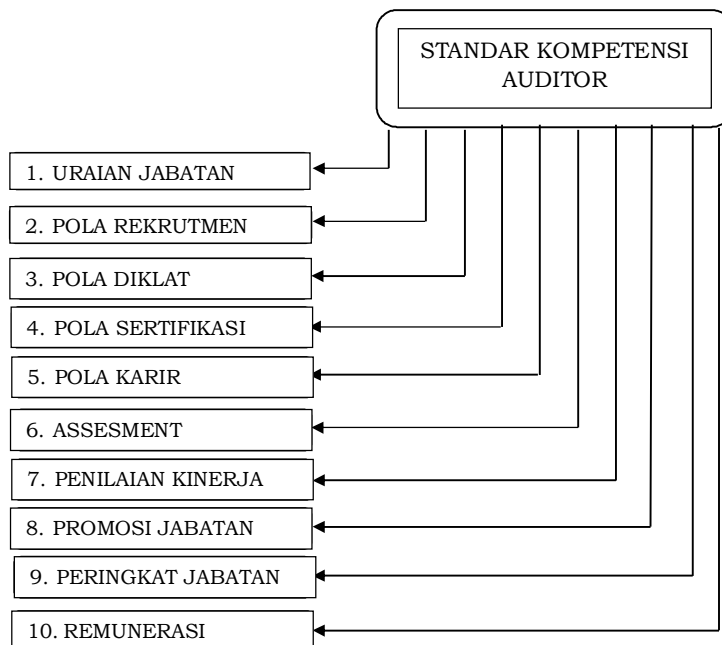 STANDAR KOMPETENSI
AUDITOR
1. URAIAN JABATAN
2. POLA REKRUTMEN
3. POLA DIKLAT
4. POLA SERTIFIKASI
5. POLA KARIR
6. ASSESMENT
7. PENILAIAN KINERJA
8. PROMOSI JABATAN
9. PERINGKAT JABATAN
10. REMUNERASI